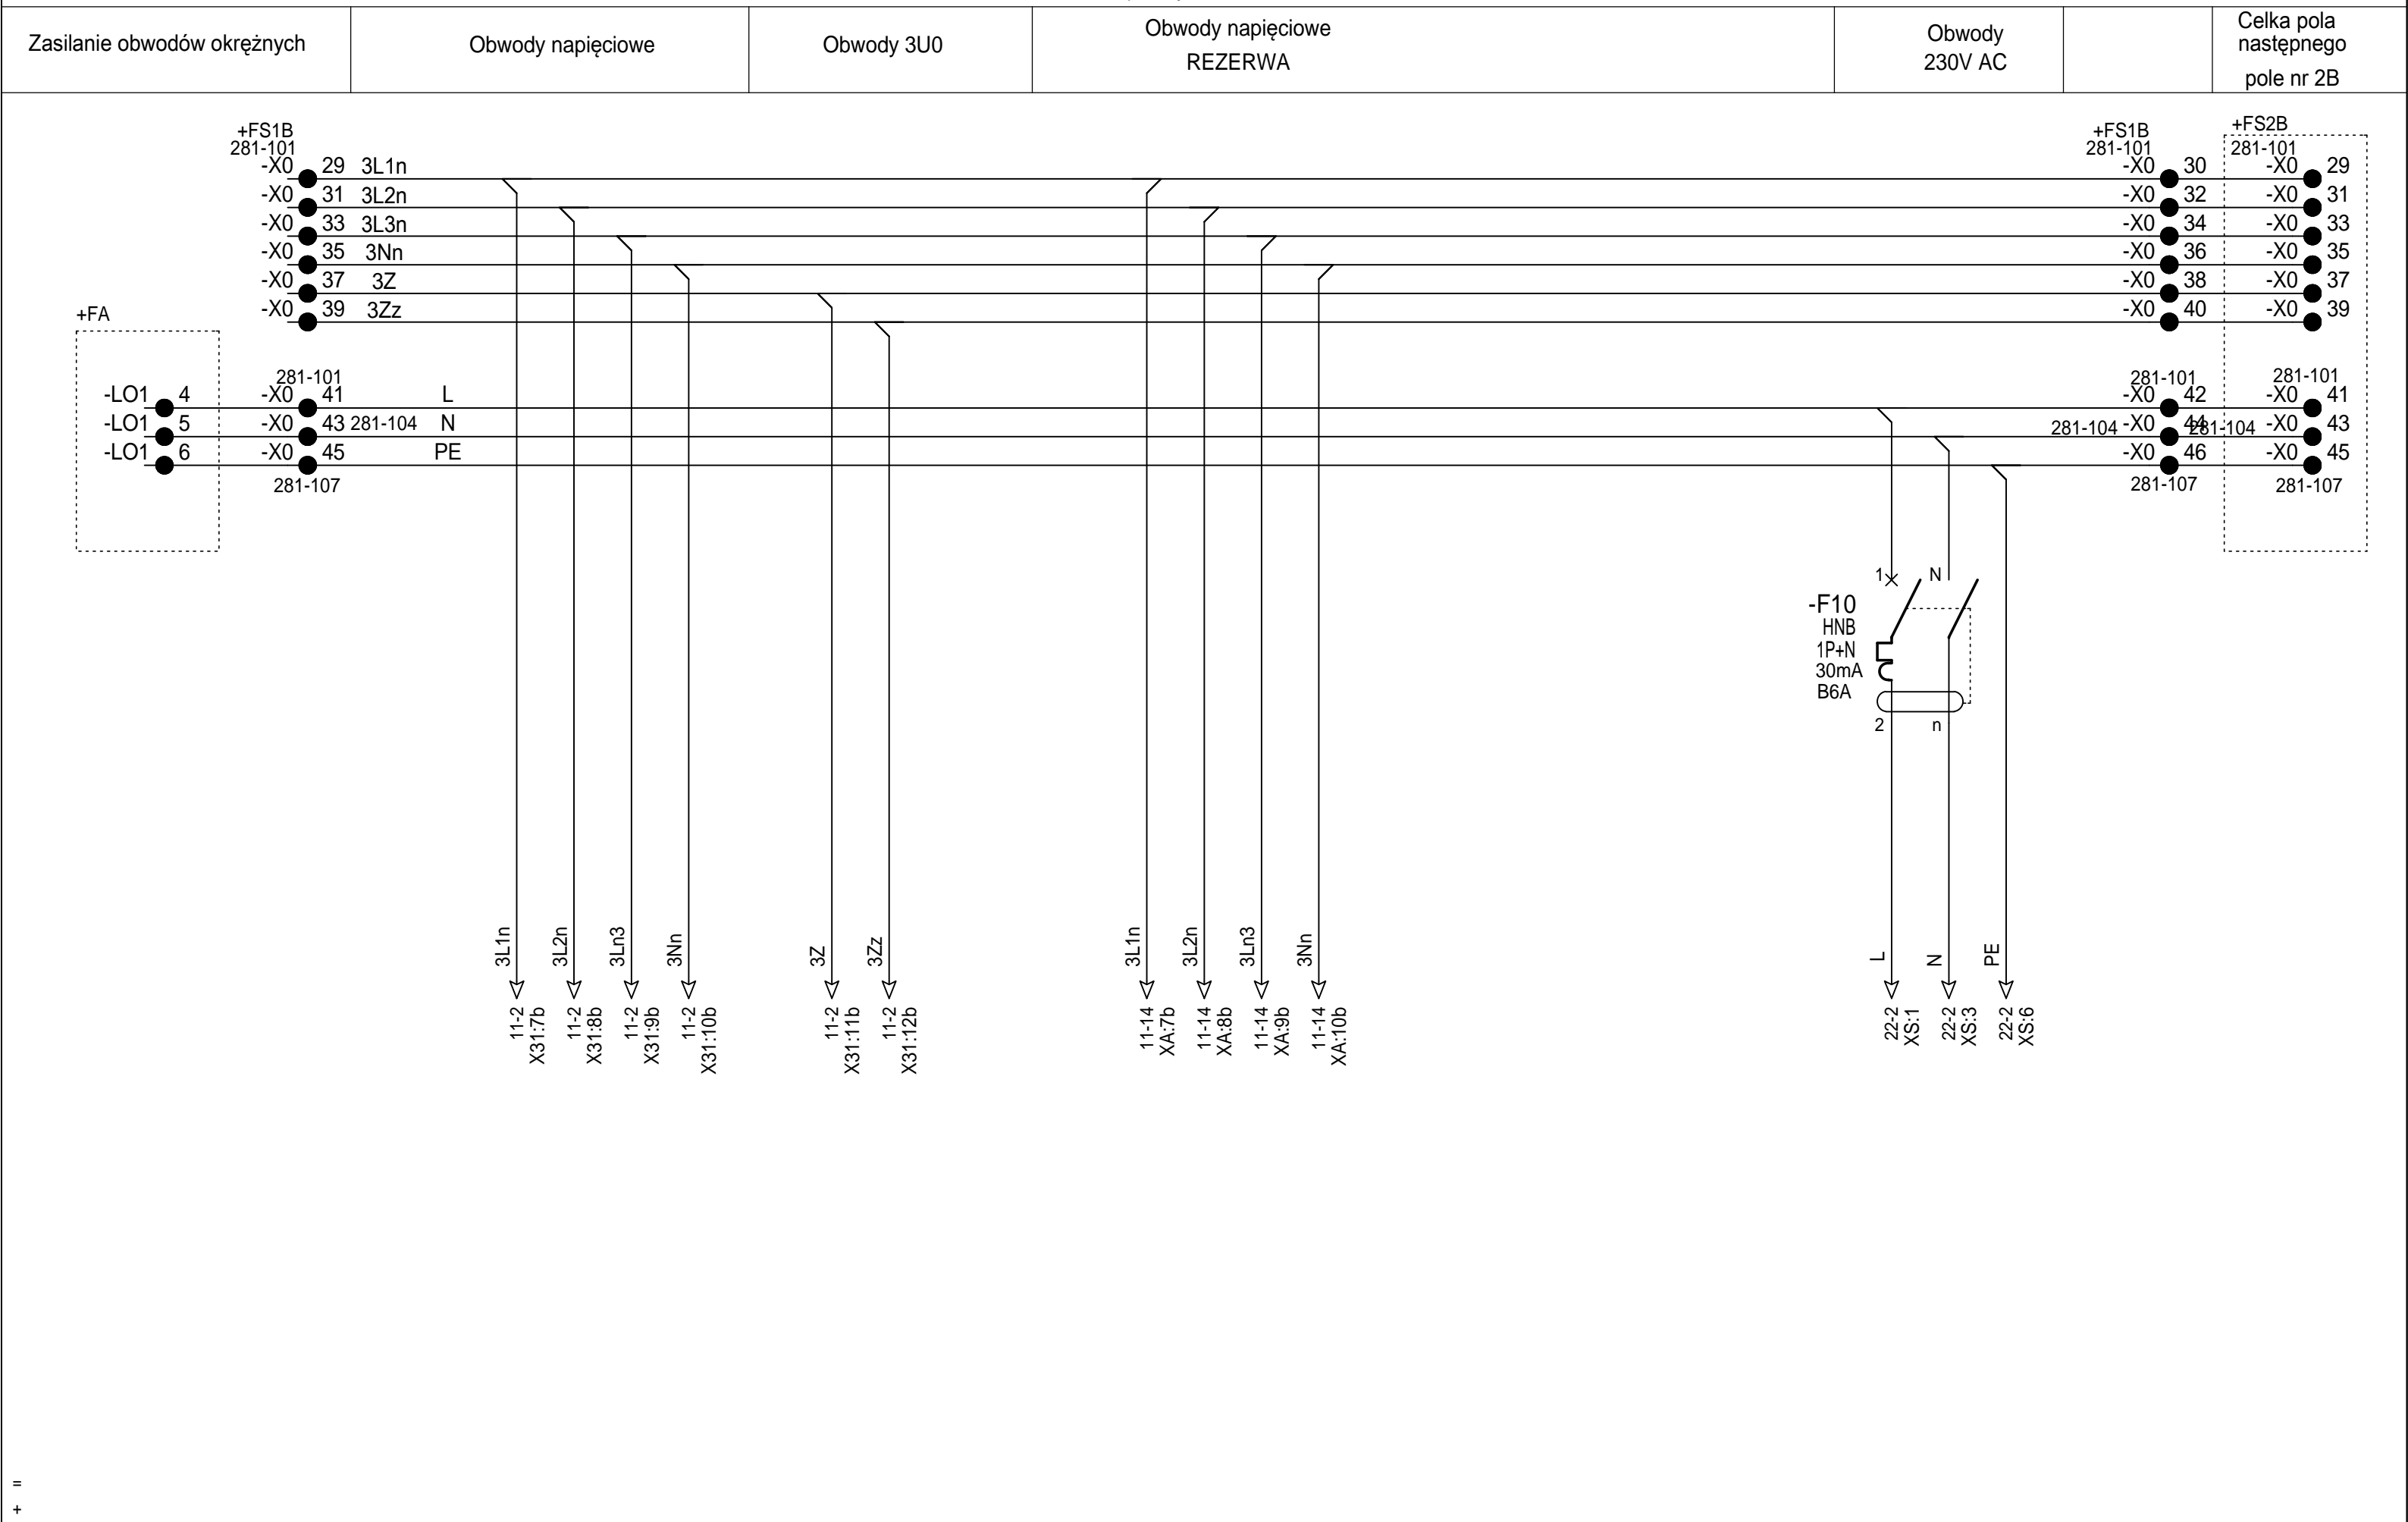 Zasilanie obwodów okrężnych
Obwody napięciowe
Obwody 3U0
Obwody napięciowe
REZERWA
Obwody
230V AC
Celka pola
następnego
pole nr 2B
+FS1B
281-101
-X0 29 3L1n
-X0 31 3L2n
-X0 33 3L3n
-X0 35 3Nn
-X0 37 3Z
-X0 39 3Zz
+FA
281-101
-LO1 4 -X0 41 L
-LO1 5 -X0 43 281-104 N
-LO1 6 -X0 45 PE
281-107
+FS1B
281-101
-X0 30
-X0 32
-X0 34
-X0 36
-X0 38
-X0 40
281-101
-X0 42
281-104 -X0 44 281-104
-X0 46
281-107
+FS2B
281-101
-X0 29
-X0 31
-X0 33
-X0 35
-X0 37
-X0 39
281-101
-X0 41
-X0 43
-X0 45
281-107
1 N
-F10
HNB
1P+N
30mA
B6A
2 n
3L1n
11-2
X31:7b
3L2n
11-2
X31:8b
3Ln3
11-2
X31:9b
3Nn
11-2
X31:10b
3Z
11-2
X31:11b
3Zz
11-2
X31:12b
3L1n
11-14
XA:7b
3L2n
11-14
XA:8b
3Ln3
11-14
XA:9b
3Nn
11-14
XA:10b
L
22-2
XS:1
N
22-2
XS:3
PE
22-2
XS:6
=
+